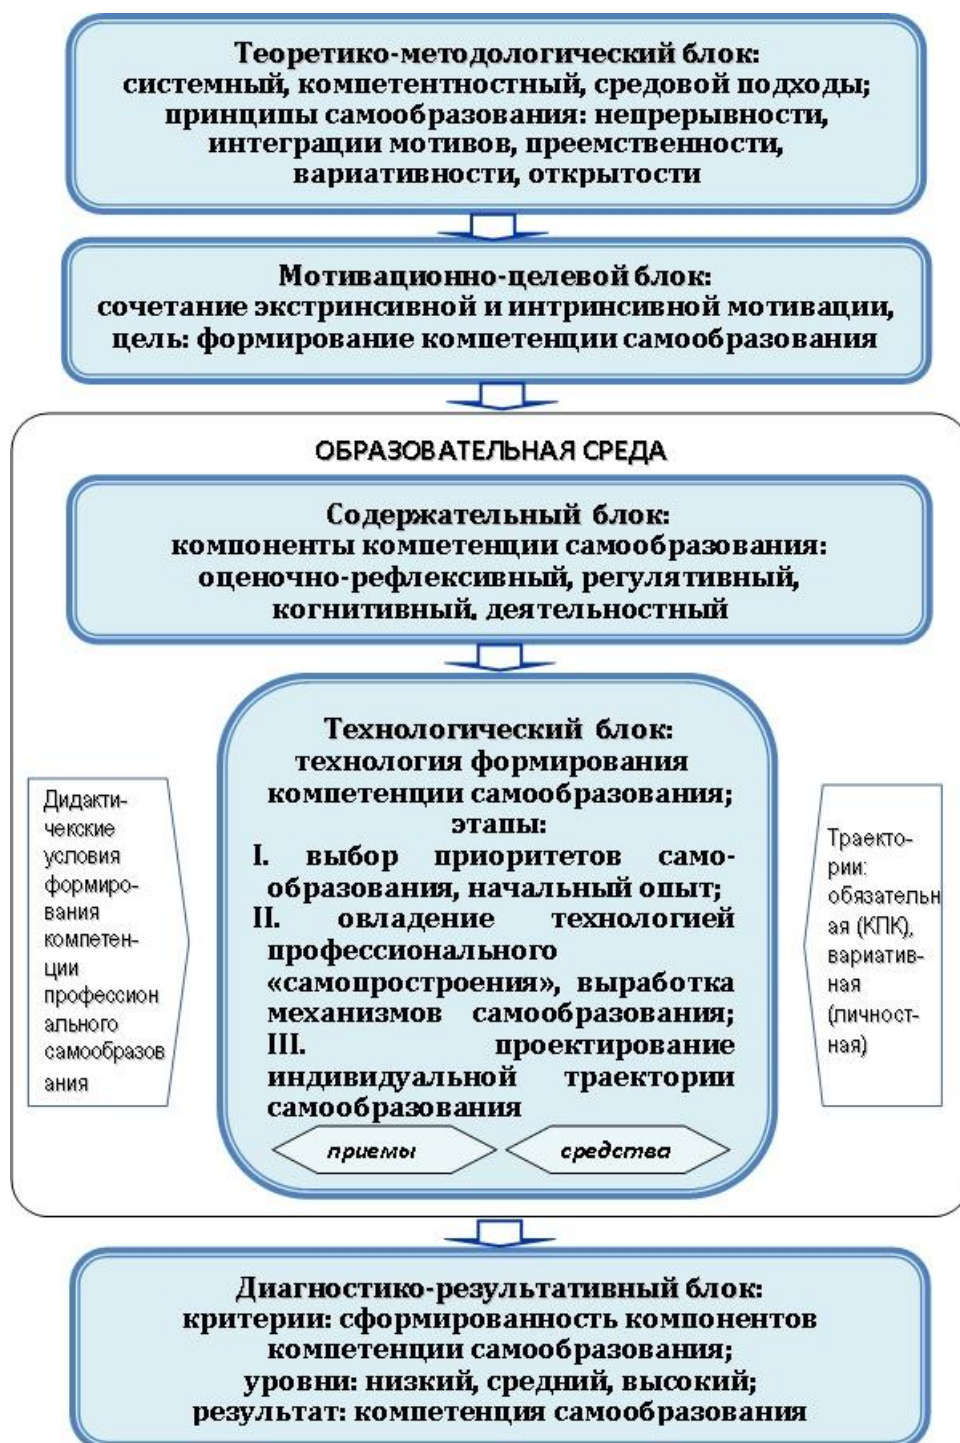 Теоретико-методологический блок:
системный, компетентностный, средовой подходы;
принципы самообразования: непрерывности,
интеграции мотивов, преемственности,
вариативности, открытости
Мотивационно-целевой блок:
сочетание экстринсивной и интринсивной мотивации,
цель: формирование компетенции самообразования
ОБРАЗОВАТЕЛЬНАЯ СРЕДА
Содержательный блок:
компоненты компетенции самообразования:
оценочно-рефлексивный, регулятивный,
когнитивный, деятельностный
Дидакти-
чекские
условия
формиро-
вания
компетен-
ции
профессион
ального
самообразов
ания
Технологический блок:
технология формирования
компетенции самообразования;
этапы:
I. выбор приоритетов само-
образования, начальный опыт;
II. овладение технологией
профессионального
«самопростроения», выработка
механизмов самообразования;
III. проектирование
индивидуальной траектории
самообразования
приемы
средства
Траекто-
рии:
обязательн
ая (КПК),
вариатив-
ная
(личност-
ная)
Диагностико-результативный блок:
критерии: сформированность компонентов
компетенции самообразования;
уровни: низкий, средний, высокий;
результат: компетенция самообразования